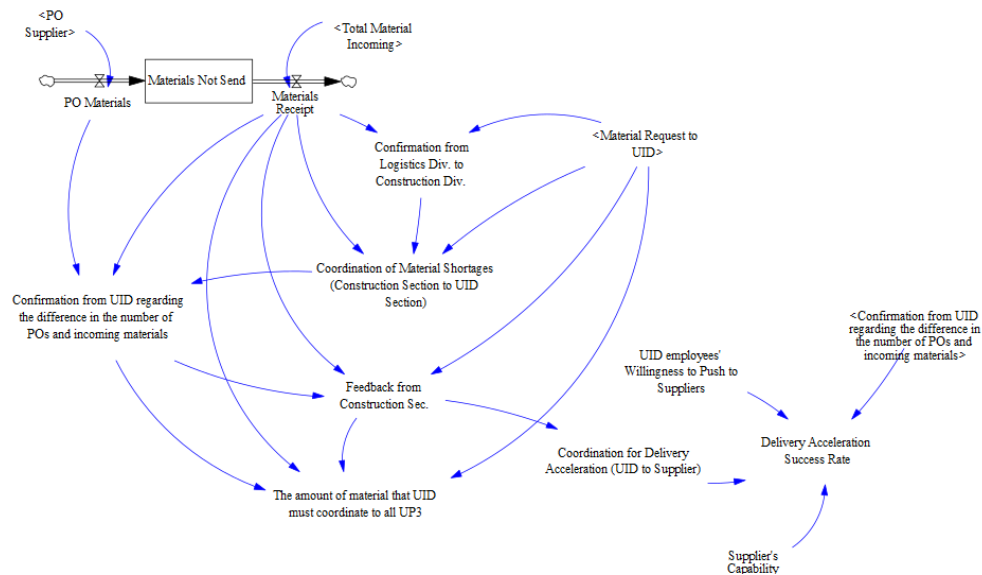 <PO
Supplier>
<Total Material
Incoming>
Materials Not Send
PO Materials
Materials
Receipt
<Material Request to
UID>
Confirmation from
Logistics Div. to
Construction Div.
Coordination of Material Shortages
(Construction Section to UID
Section)
Confirmation from UID regarding
the difference in the number of
POs and incoming materials
<Confirmation from UID
regarding the difference in
the number of POs and
incoming materials>
UID employees'
Willingness to Push to
Suppliers
Feedback from
Construction Sec.
Delivery Acceleration
Success Rate
Coordination for Delivery
Acceleration (UID to Supplier)
The amount of material that UID
must coordinate to all UP3
Supplier's
Capability